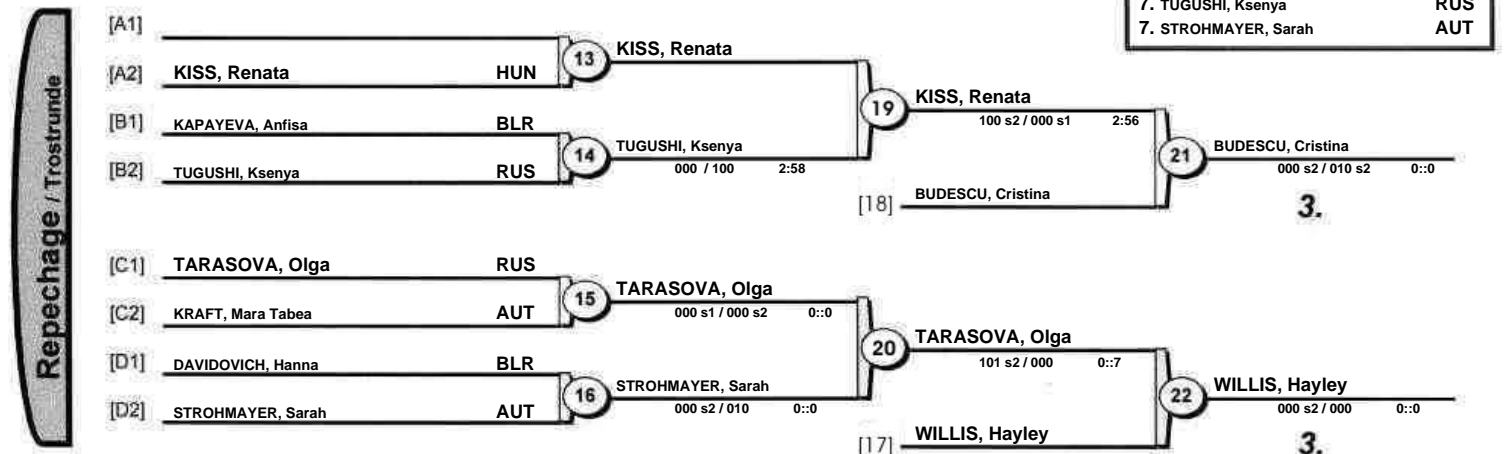 7. TUGUSHI, Ksenya RUS
7. STROHMAYER, Sarah AUT
Repechage / Trostrunde
[A1]
13 KISS, Renata
[A2] KISS, Renata HUN
19 KISS, Renata
100 s2 / 000 s1 2:56
[B1] KAPAYEVA, Anfisa BLR
14 TUGUSHI, Ksenya
000 / 100 2:58
21 BUDESCU, Cristina
000 s2 / 010 s2 0::0
[B2] TUGUSHI, Ksenya RUS
[18] BUDESCU, Cristina
3.
[C1] TARASOVA, Olga RUS
15 TARASOVA, Olga
000 s1 / 000 s2 0::0
[C2] KRAFT, Mara Tabea AUT
20 TARASOVA, Olga
101 s2 / 000 0::7
[D1] DAVIDOVICH, Hanna BLR
16 STROHMAYER, Sarah
000 s2 / 010 0::0
22 WILLIS, Hayley
000 s2 / 000 0::0
[D2] STROHMAYER, Sarah AUT
[17] WILLIS, Hayley
3.